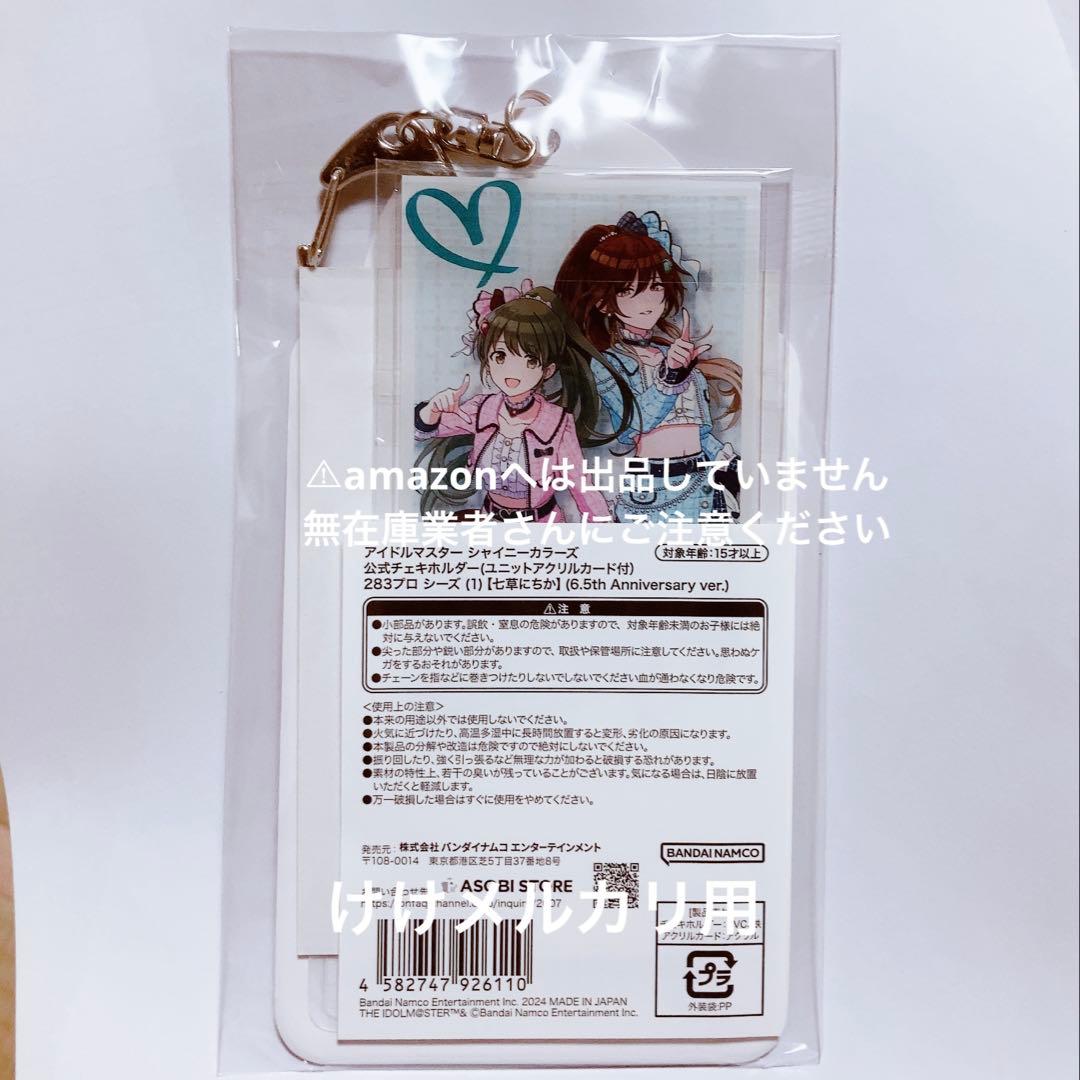 ⚠amazonへは出品していません
無在庫業者さんにご注意ください
アイドルマスター シャイニーカラーズ
対象年齢:15才以上
公式チェキホルダー(ユニットアクリルカード付)
283プロ シーズ (1)【七草にちか】(6.5th Anniversary ver.)
⚠注 意
●小部品があります。誤飲・窒息の危険がありますので、対象年齢未満のお子様には絶
対に与えないでください。
●尖った部分や鋭い部分がありますので、取扱や保管場所に注意してください。思わぬケ
ガをするおそれがあります。
●チェーンを指などに巻きつけたりしないでしないでください血が通わなくなり危険です。
<使用上の注意>
●本来の用途以外では使用しないでください。
●火気に近づけたり、高温多湿中に長時間放置すると変形、劣化の原因になります。
●本製品の分解や改造は危険ですので絶対にしないでください。
●振り回したり、強く引っ張るなど無理な力が加わると破損する恐れがあります。
●素材の特性上、若干の臭いが残っていることがございます。気になる場合は、日陰に放置
いただくと軽減します。
●万一破損した場合はすぐに使用をやめてください。
発売元:株式会社 バンダイナムコ エンターテインメント
〒108-0014 東京都港区芝5丁目37番地8号
BANDAI NAMCO
お問い合わせ先
ASOBI STORE
けけメルカリ用
アクリルカード:アクリル
プラ
外装袋:PP
4 582747 926110
Bandai Namco Entertainment Inc. 2024 MADE IN JAPAN
THE IDOLM@STER™& ©Bandai Namco Entertainment Inc.